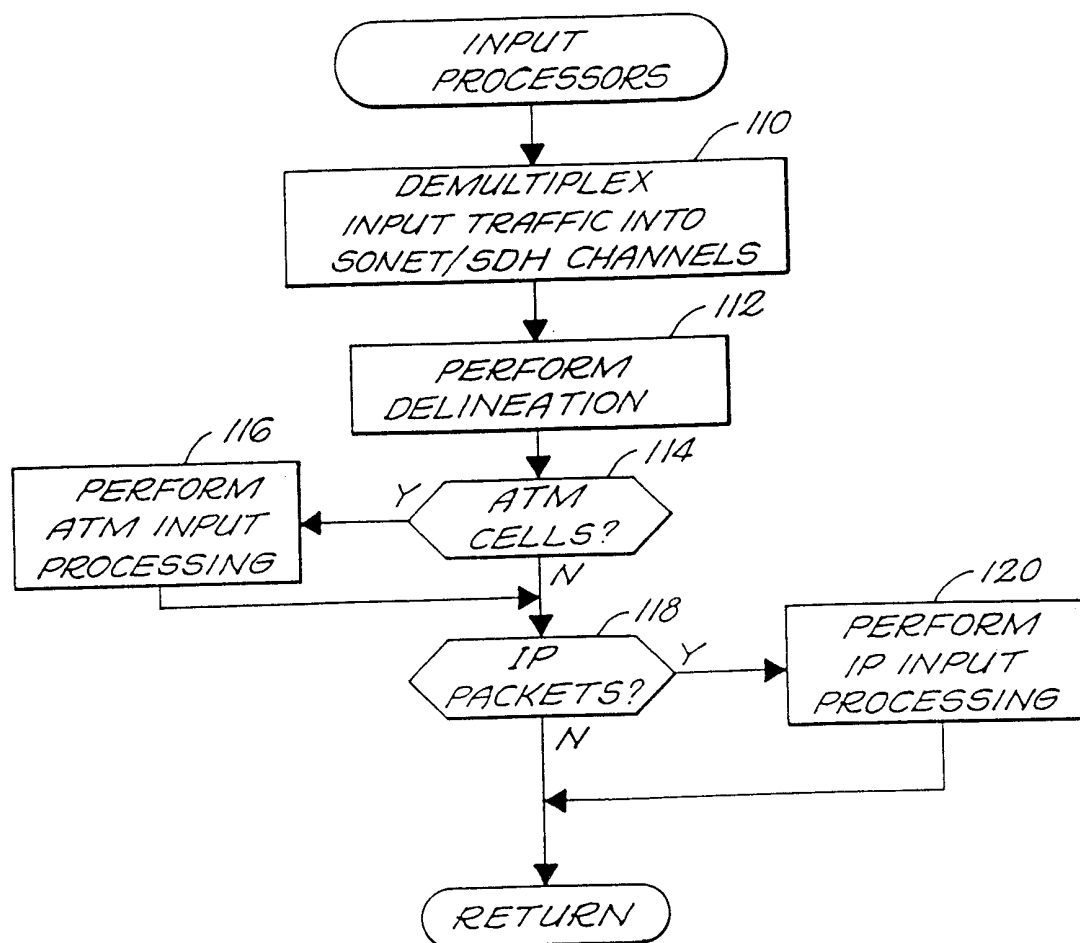 INPUT
PROCESSORS
110
DEMULTIPLEX
INPUT TRAFFIC INTO
SONET/SDH CHANNELS
112
PERFORM
DELINEATION
116
PERFORM
ATM INPUT
PROCESSING
Y
114
ATM
CELLS?
N
118
IP
PACKETS?
Y
N
120
PERFORM
IP INPUT
PROCESSING
RETURN